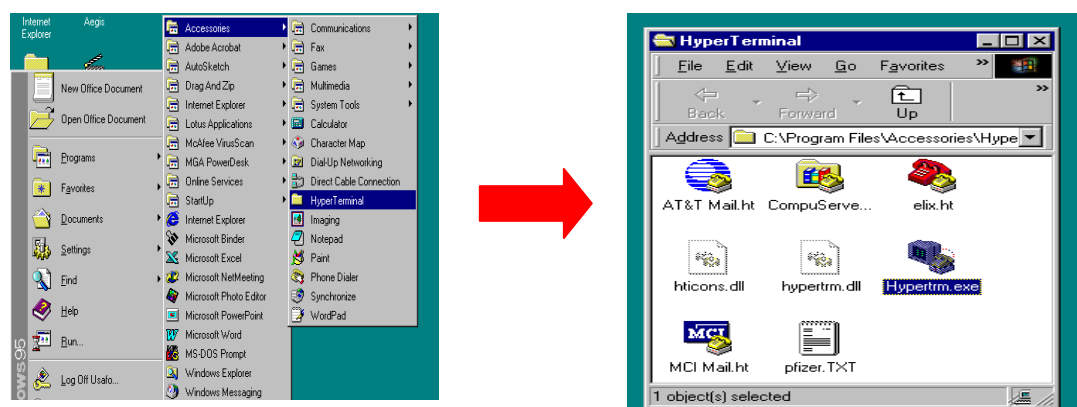 Internet
Explorer
Aegis
New Office Document
Open Office Document
Programs
Favorites
Documents
Settings
Find
Help
Run...
Log Off Usafo...
ows95
Accessories
Adobe Acrobat
AutoSketch
Drag And Zip
Internet Explorer
Lotus Applications
McAfee VirusScan
MGA PowerDesk
Online Services
StartUp
Internet Explorer
Microsoft Binder
Microsoft Excel
Microsoft NetMeeting
Microsoft Photo Editor
Microsoft PowerPoint
Microsoft Word
MS-DOS Prompt
Windows Explorer
Windows Messaging
Communications
Fax
Games
Multimedia
System Tools
Calculator
Character Map
Dial-Up Networking
Direct Cable Connection
HyperTerminal
Imaging
Notepad
Paint
Phone Dialer
Synchronize
WordPad
HyperTerminal
File Edit View Go Favorites »
Back Forward Up »
Address C:\Program Files\Accessories\Hype
AT&T Mail.ht CompuServe... elix.ht
hticons.dll hypertrm.dll Hypertrm.exe
MCI
MCI Mail.ht pfizer.TXT
1 object(s) selected